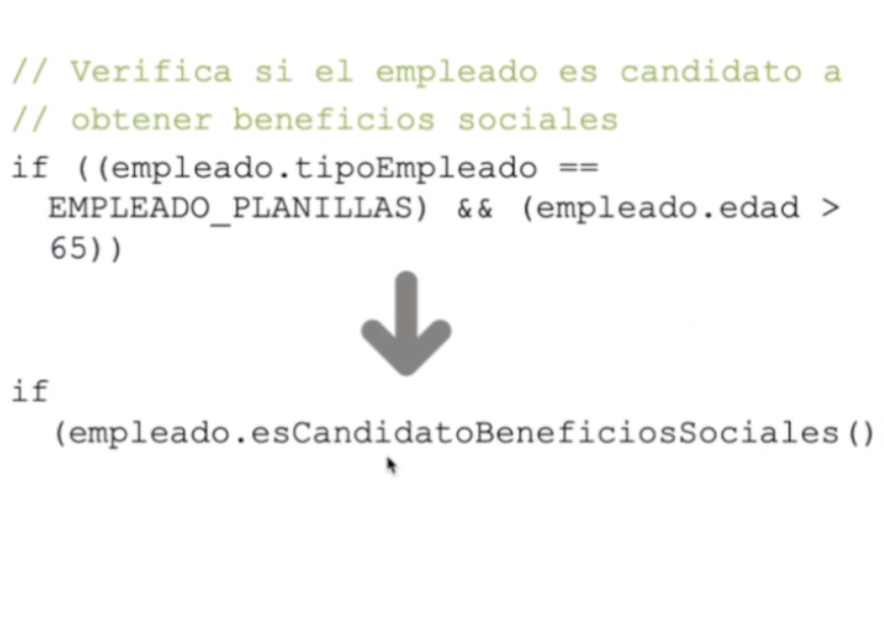 // Verifica si el empleado es candidato a
// obtener beneficios sociales
if ((empleado.tipoEmpleado ==
EMPLEADO_PLANILLAS) && (empleado.edad >
65))
if
(empleado.esCandidatoBeneficiosSociales()